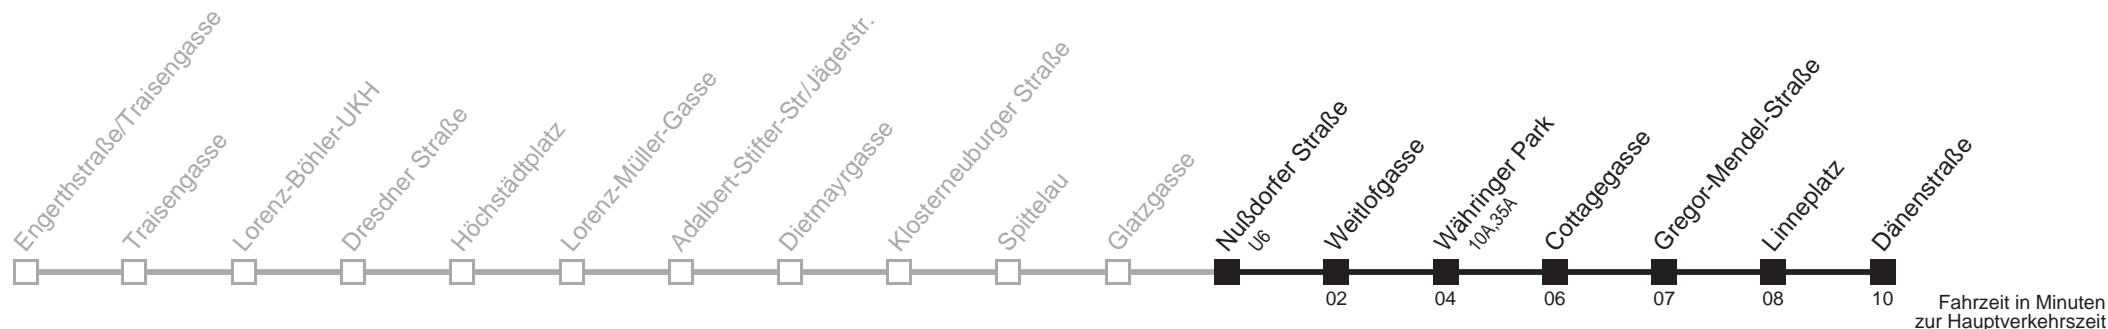 Engerthstraße/Traisengasse
Traisengasse
Lorenz-Böhler-UKH
Dresdner Straße
Höchstädtplatz
Lorenz-Müller-Gasse
Adalbert-Stifter-Str/Jägerstr.
Dietmayrgasse
Klosterneuburger Straße
Spittelau
Glatzgasse
Nußdorfer Straße
U6
Weitlofgasse
02
Währinger Park
10A,35A
04
Cottagegasse
06
Gregor-Mendel-Straße
07
Linneplatz
08
Dänenstraße
10
Fahrzeit in Minuten
zur Hauptverkehrszeit